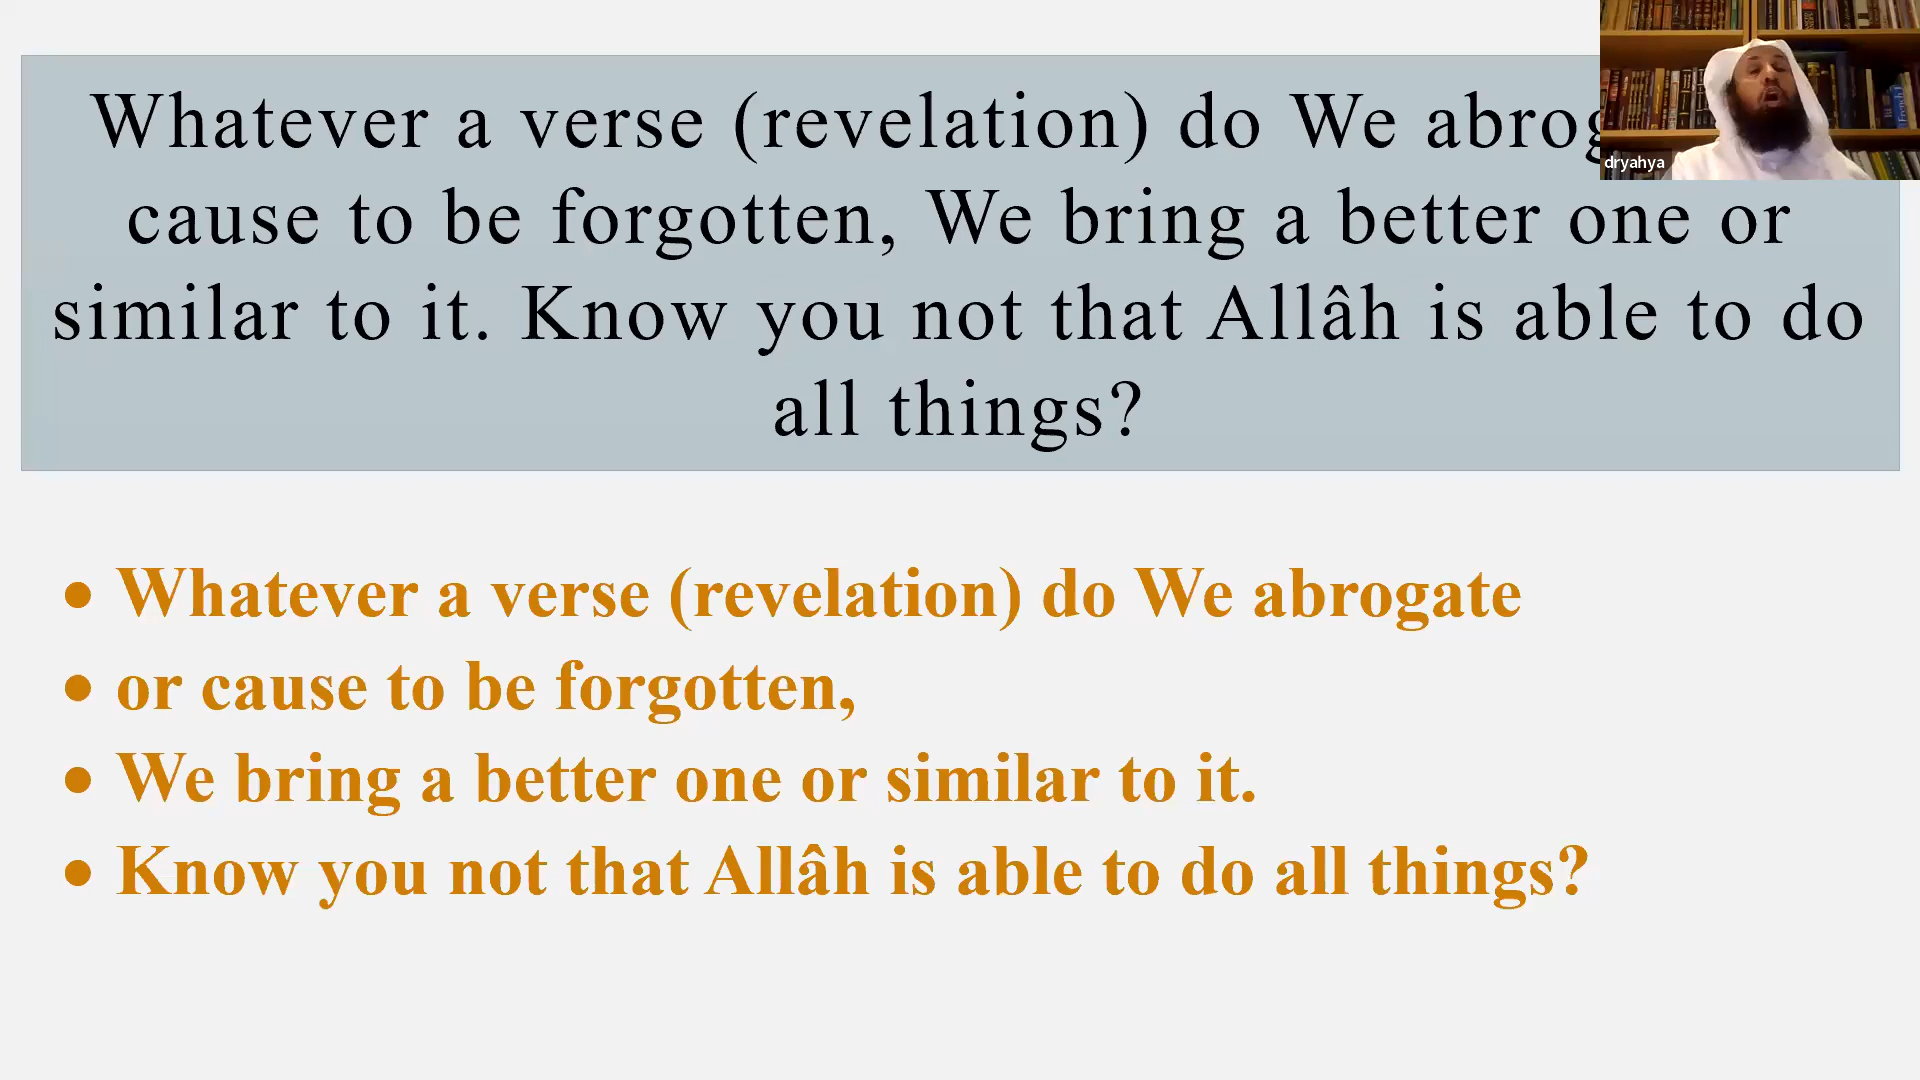 Whatever a verse (revelation) do We
cause to be forgotten, We bring a better one or
similar to it. Know you not that Allâh is able to do
all things?
dryahya
• Whatever a verse (revelation) do We abrogate
• or cause to be forgotten,
• We bring a better one or similar to it.
• Know you not that Allâh is able to do all things?